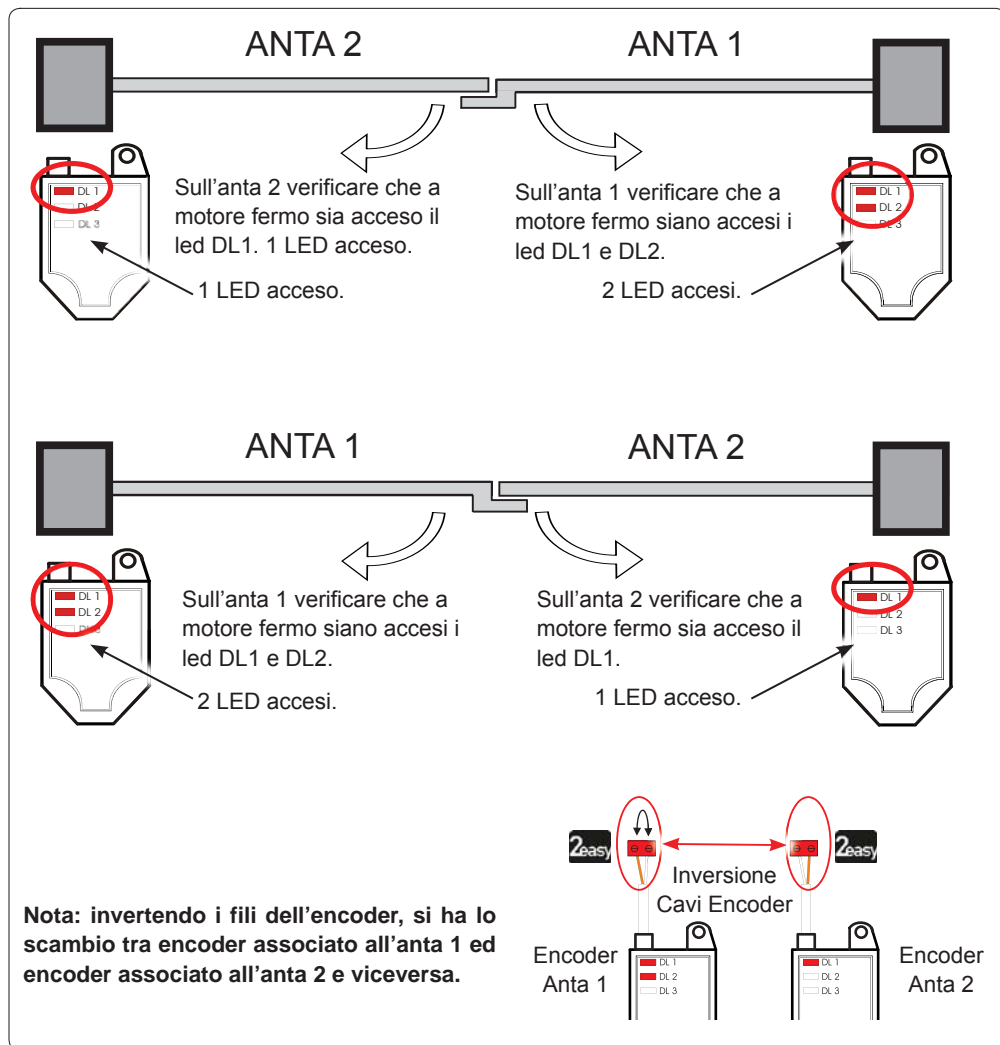 ANTA 2
ANTA 1
DL 1
DL 2
DL 3
Sull'anta 2 verificare che a
motore fermo sia acceso il
led DL1. 1 LED acceso.
1 LED acceso.
Sull'anta 1 verificare che a
motore fermo siano accesi i
led DL1 e DL2.
2 LED accesi.
DL 1
DL 2
DL 3
ANTA 1
ANTA 2
DL 1
DL 2
DL 3
Sull'anta 1 verificare che a
motore fermo siano accesi i
led DL1 e DL2.
2 LED accesi.
Sull'anta 2 verificare che a
motore fermo sia acceso il
led DL1.
1 LED acceso.
DL 1
DL 2
DL 3
2easy
2easy
Inversione
Cavi Encoder
Nota: invertendo i fili dell'encoder, si ha lo
scambio tra encoder associato all'anta 1 ed
encoder associato all'anta 2 e viceversa.
Encoder
Anta 1
DL 1
DL 2
DL 3
DL 1
DL 2
DL 3
Encoder
Anta 2